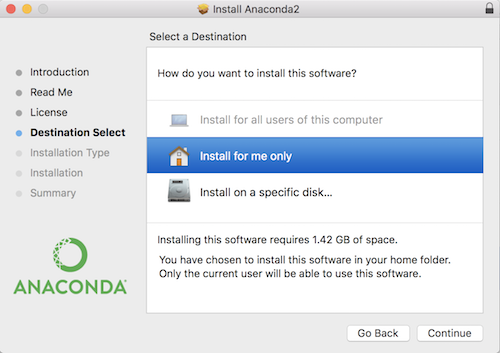 Install Anaconda2
Select a Destination
Introduction
Read Me
License
Destination Select
Installation Type
Installation
Summary
How do you want to install this software?
Install for all users of this computer
Install for me only
Install on a specific disk...
Installing this software requires 1.42 GB of space.
You have chosen to install this software in your home folder.
Only the current user will be able to use this software.
ANACONDA
Go Back
Continue